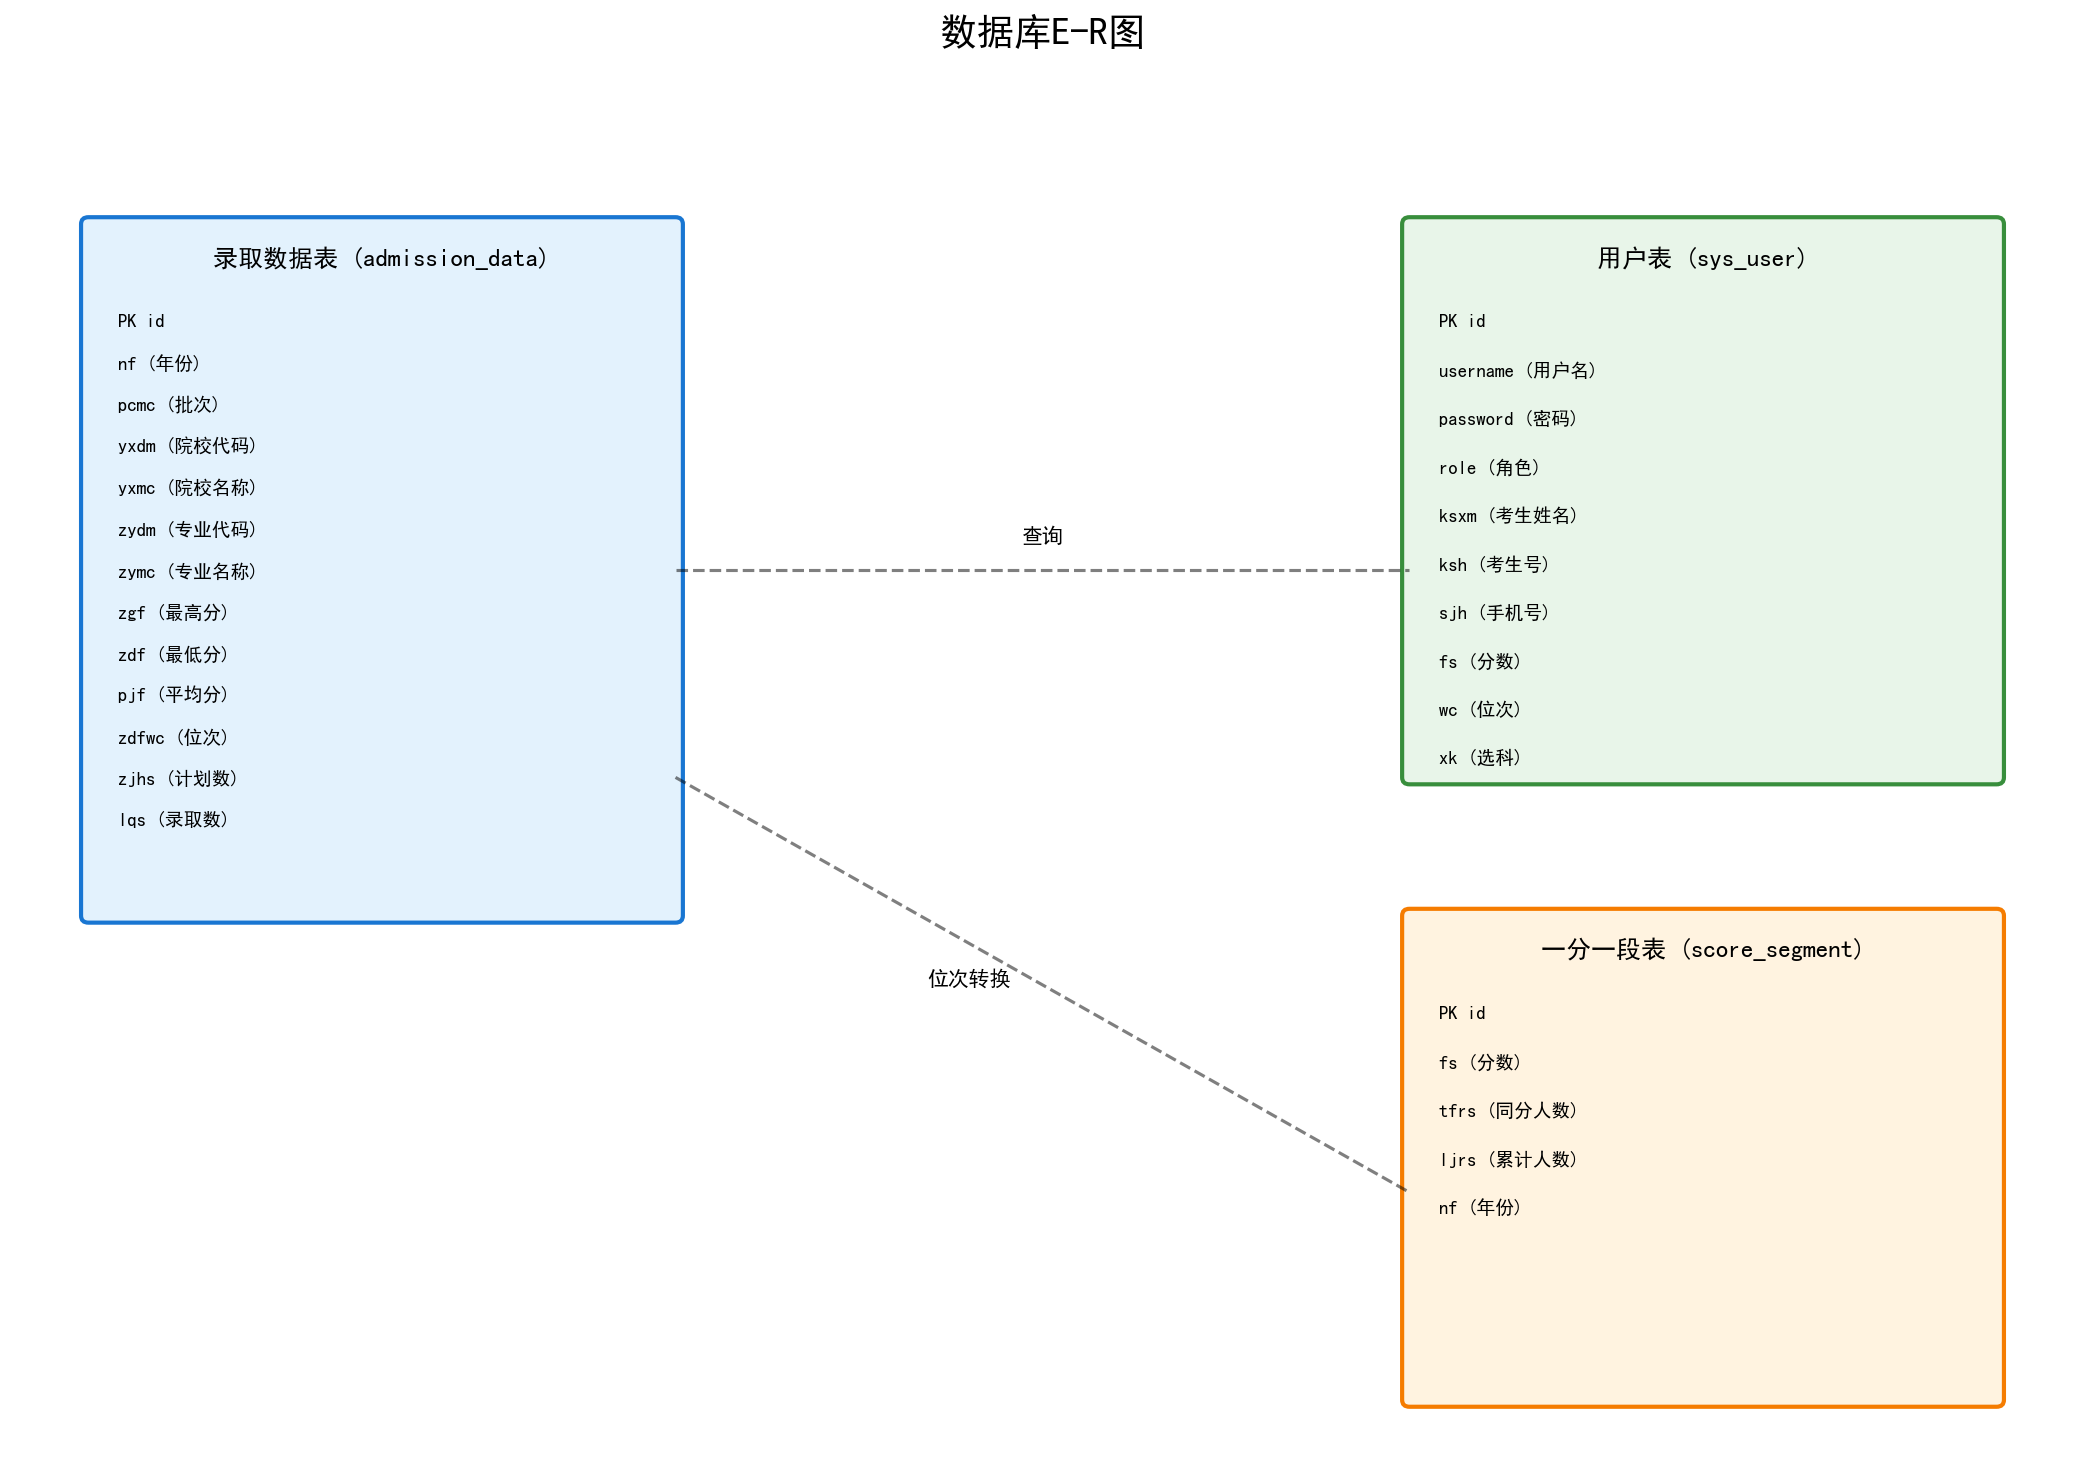 数据库E-R图
录取数据表 (admission_data)
PK id
nf (年份)
pcmc (批次)
yxdm (院校代码)
yxmc (院校名称)
zydm (专业代码)
zymc (专业名称)
zgf (最高分)
zdf (最低分)
pjf (平均分)
zdfwc (位次)
zjhs (计划数)
lqs (录取数)
查询
位次转换
用户表 (sys_user)
PK id
username (用户名)
password (密码)
role (角色)
ksxm (考生姓名)
ksh (考生号)
sjh (手机号)
fs (分数)
wc (位次)
xk (选科)
一分一段表 (score_segment)
PK id
fs (分数)
tfrs (同分人数)
ljrs (累计人数)
nf (年份)